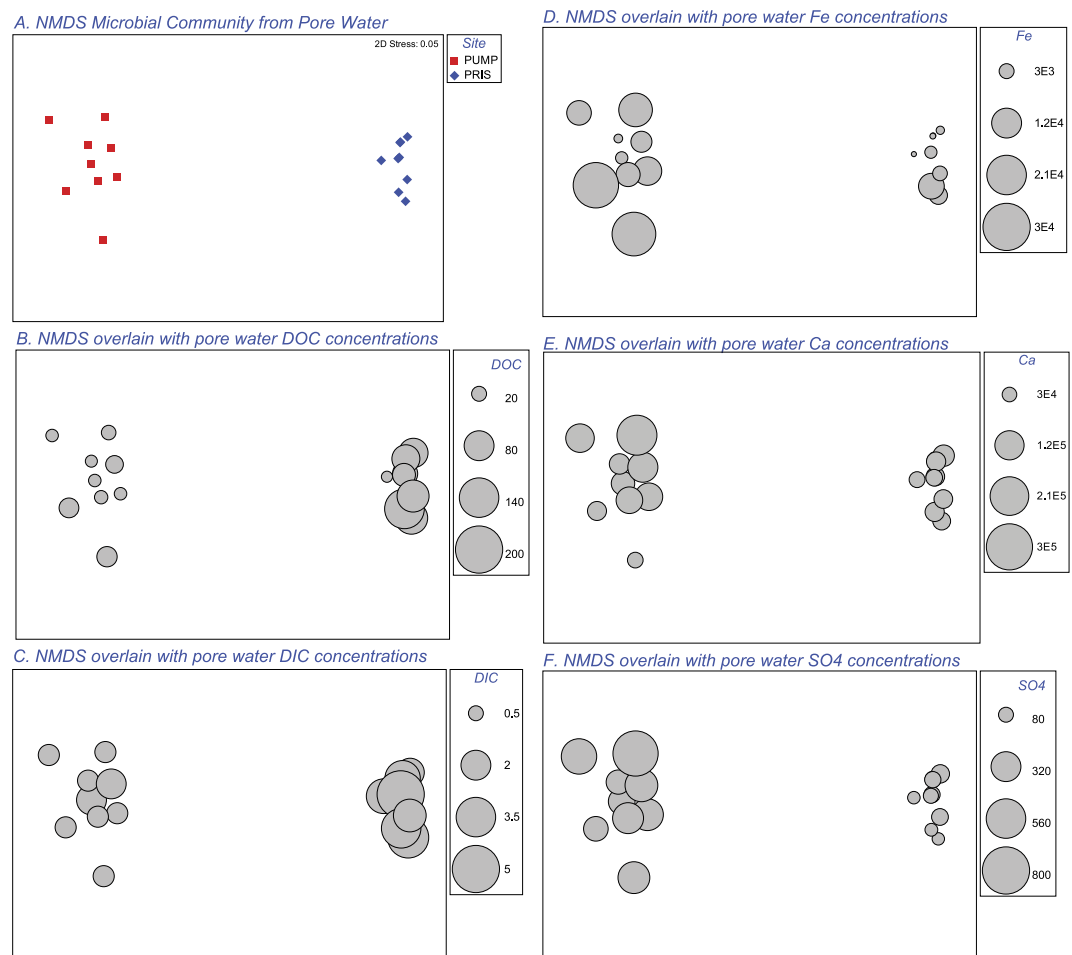 A. NMDS Microbial Community from Pore Water
2D Stress: 0.05
Site
PUMP
PRIS
B. NMDS overlain with pore water DOC concentrations
DOC
20
80
140
200
C. NMDS overlain with pore water DIC concentrations
DIC
0.5
2
3.5
5
D. NMDS overlain with pore water Fe concentrations
Fe
3E3
1.2E4
2.1E4
3E4
E. NMDS overlain with pore water Ca concentrations
Ca
3E4
1.2E5
2.1E5
3E5
F. NMDS overlain with pore water SO4 concentrations
SO4
80
320
560
800